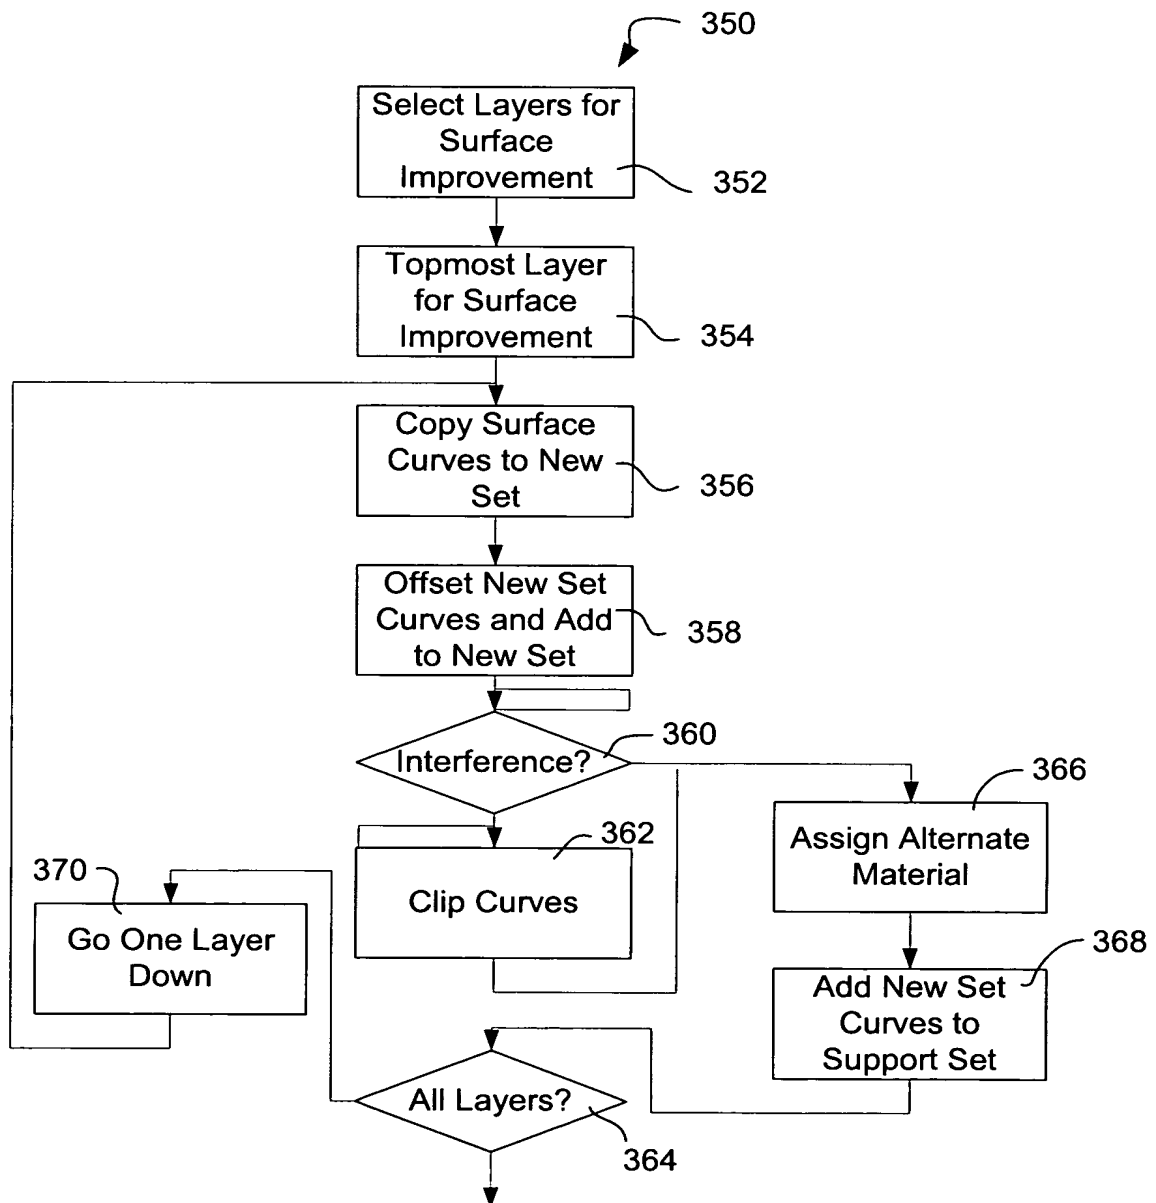 350
Select Layers for
Surface
Improvement
352
Topmost Layer
for Surface
Improvement
354
Copy Surface
Curves to New
Set
356
Offset New Set
Curves and Add
to New Set
358
Interference?
360
366
Assign Alternate
Material
362
Clip Curves
370
Go One Layer
Down
368
Add New Set
Curves to
Support Set
All Layers?
364